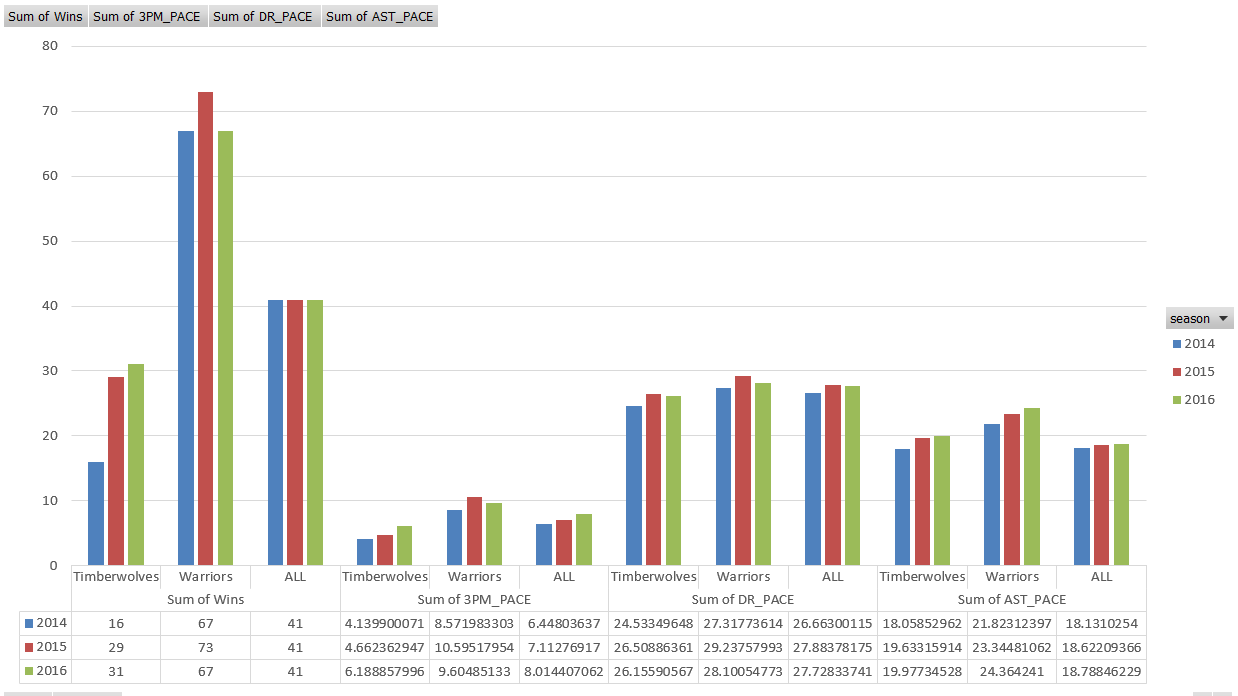 Sum of Wins Sum of 3PM_PACE Sum of DR_PACE Sum of AST_PACE
80
70
60
50
40
30
20
10
0
season
2014
2015
2016
Timberwolves Warriors ALL Timberwolves Warriors ALL Timberwolves Warriors ALL Timberwolves Warriors ALL
Sum of Wins Sum of 3PM_PACE Sum of DR_PACE Sum of AST_PACE
2014 16 67 41 4.139900071 8.571983303 6.44803637 24.53349648 27.31773614 26.66300115 18.05852962 21.82312397 18.1310254
2015 29 73 41 4.662362947 10.59517954 7.11276917 26.50886361 29.23757993 27.88378175 19.63315914 23.34481062 18.62209366
2016 31 67 41 6.188857996 9.60485133 8.014407062 26.15590567 28.10054773 27.72833741 19.97734528 24.364241 18.78846229